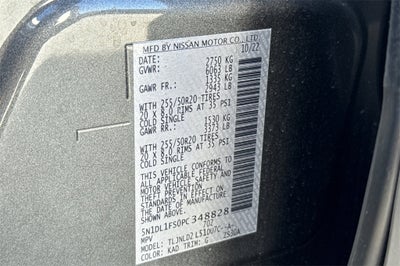 MFD BY NISSAN MOTOR CO., LTD.
DATE: 10/22
GVWR: 2750 KG
6063 LB
GAWR FR.: 1335 KG
2943 LB
WITH 255/50R20 TIRES
20 X 8.0 RIMS AT 35 PSI
COLD SINGLE
GAWR RR.: 1530 KG
3373 LB
WITH 255/50R20 TIRES
20 X 8.0 RIMS AT 35 PSI
COLD SINGLE
THIS VEHICLE CONFORMS TO
ALL APPLICABLE FEDERAL
MOTOR VEHICLE SAFETY AND
THEFT PREVENTION
STANDARDS IN EFFECT ON
THE DATE OF MANUFACTURE
SHOWN ABOVE.
5N1DL1FS0PC348828
MPV 702
MODEL: TLJNLDZ
COLOR: KAD TRIM: G